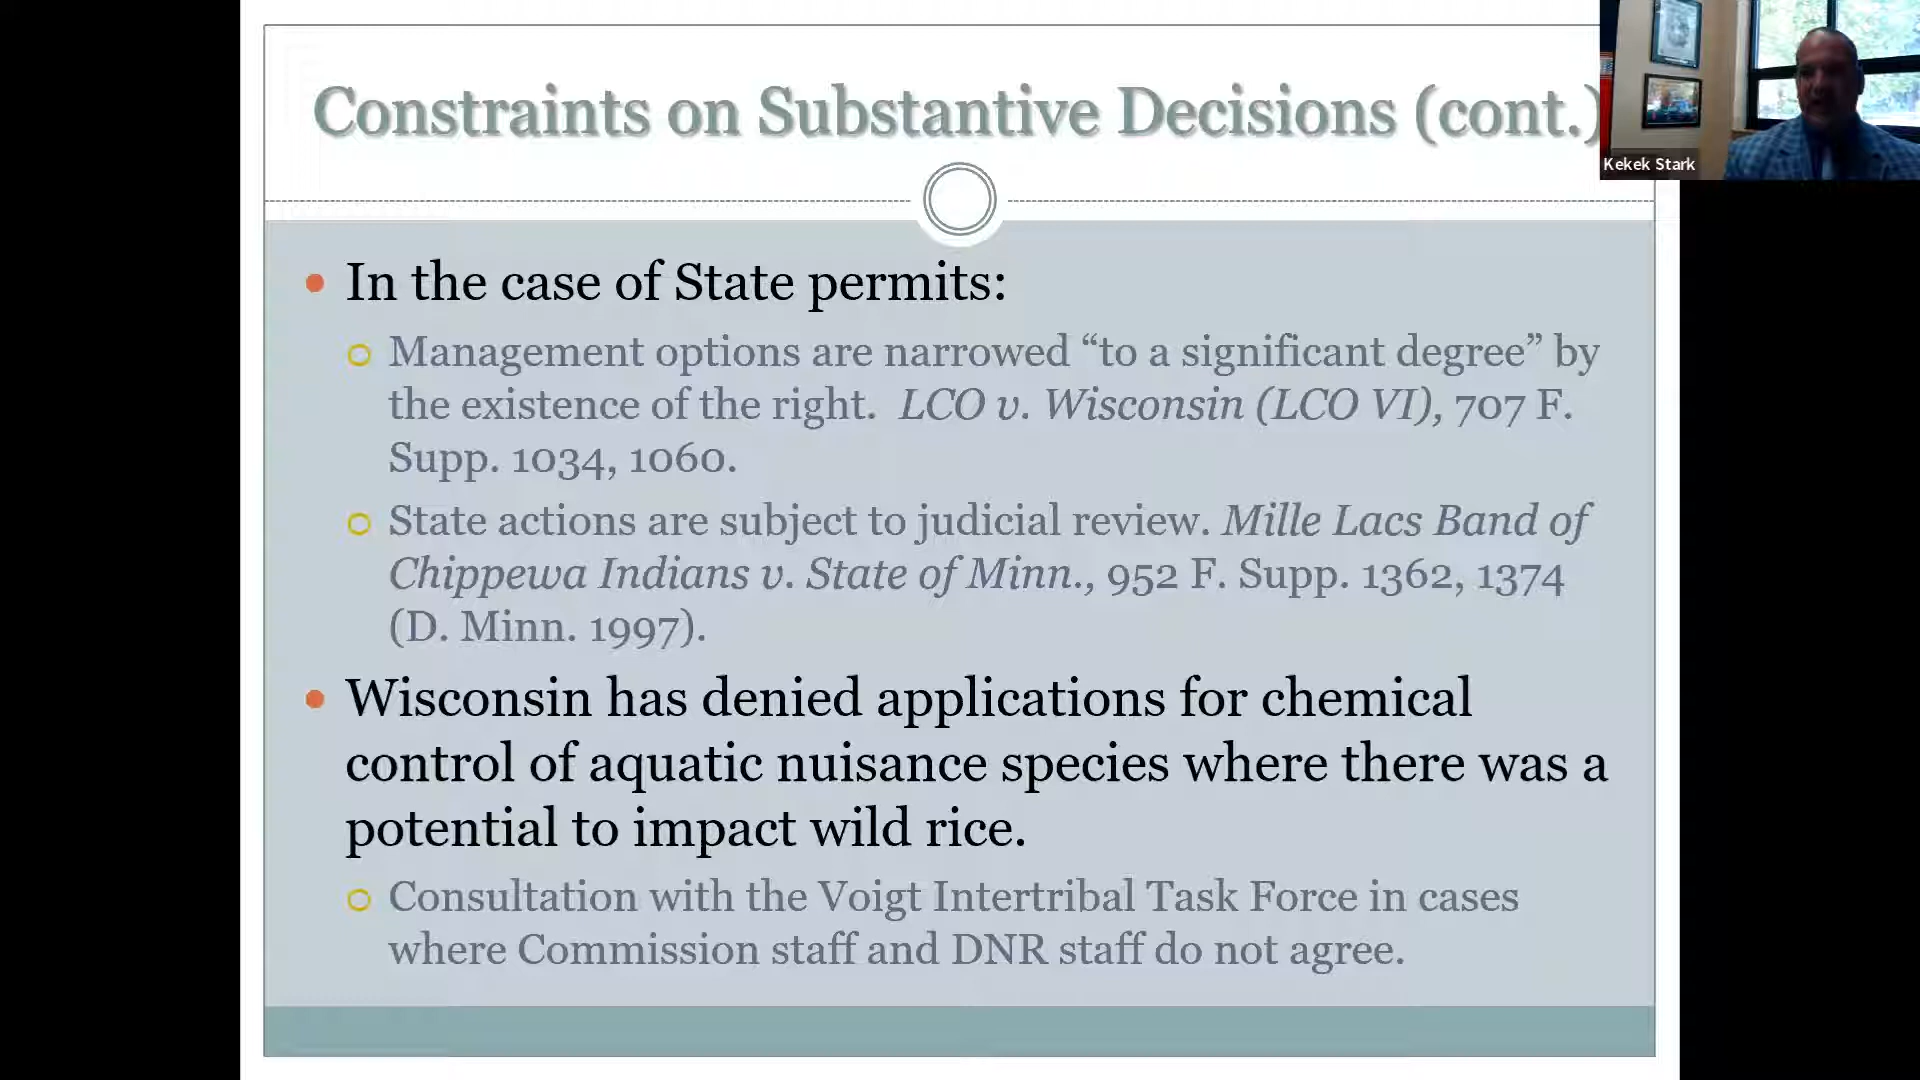 Constraints on Substantive Decisions (cont.)
Kekek Stark
• In the case of State permits:
Management options are narrowed “to a significant degree” by
the existence of the right. LCO v. Wisconsin (LCO VI), 707 F.
Supp. 1034, 1060.
State actions are subject to judicial review. Mille Lacs Band of
Chippewa Indians v. State of Minn., 952 F. Supp. 1362, 1374
(D. Minn. 1997).
• Wisconsin has denied applications for chemical
control of aquatic nuisance species where there was a
potential to impact wild rice.
Consultation with the Voigt Intertribal Task Force in cases
where Commission staff and DNR staff do not agree.